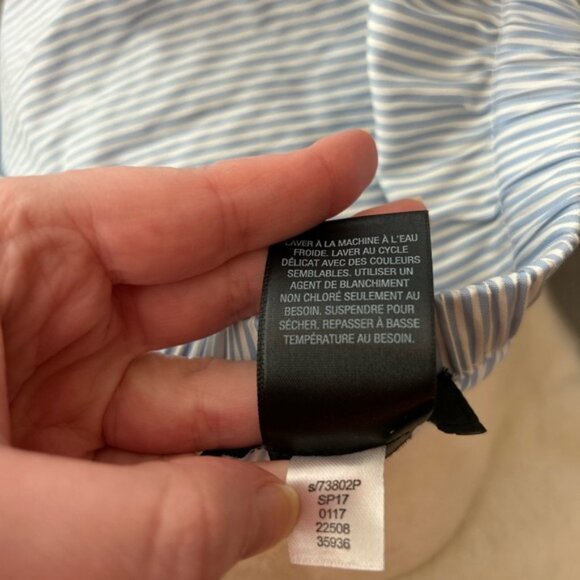 LAVER À LA MACHINE À L'EAU
FROIDE. LAVER AU CYCLE
DÉLICAT AVEC DES COULEURS
SEMBLABLES. UTILISER UN
AGENT DE BLANCHIMENT
NON CHLORÉ SEULEMENT AU
BESOIN. SUSPENDRE POUR
SÉCHER. REPASSER À BASSE
TEMPÉRATURE AU BESOIN.
s/73802P
SP17
0117
22508
35936